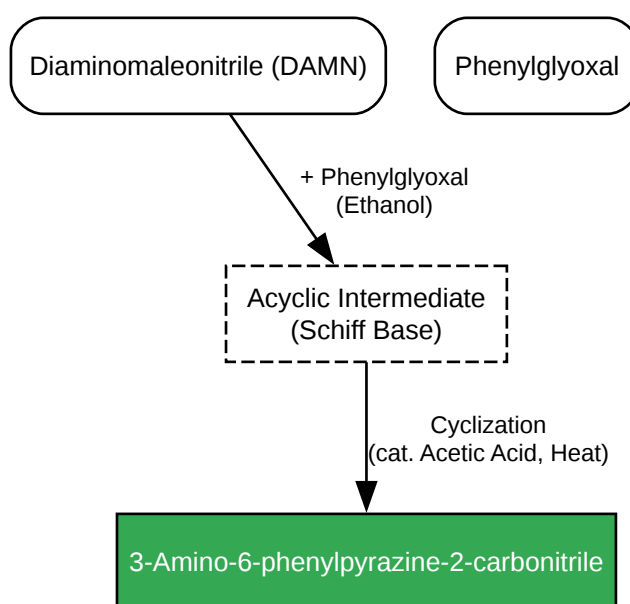 Diaminomaleonitrile (DAMN)
Phenylglyoxal
+ Phenylglyoxal
(Ethanol)
Acyclic Intermediate
(Schiff Base)
Cyclization
(cat. Acetic Acid, Heat)
3-Amino-6-phenylpyrazine-2-carbonitrile